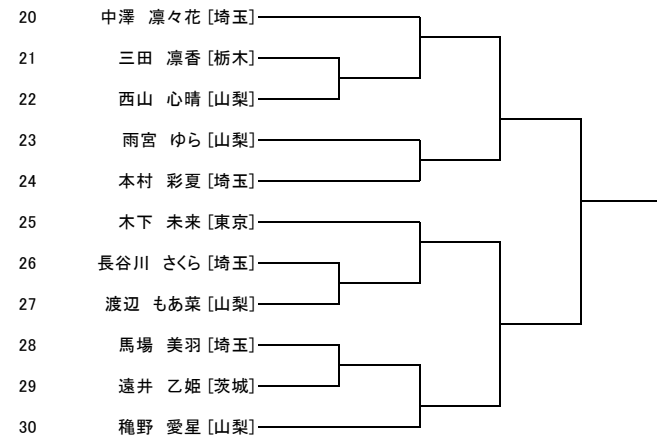 20 中澤 凛々花 [埼玉]
21 三田 凛香 [栃木]
22 西山 心晴 [山梨]
23 雨宮 ゆら [山梨]
24 本村 彩夏 [埼玉]
25 木下 未来 [東京]
26 長谷川 さくら [埼玉]
27 渡辺 もあ菜 [山梨]
28 馬場 美羽 [埼玉]
29 遠井 乙姫 [茨城]
30 穐野 愛星 [山梨]